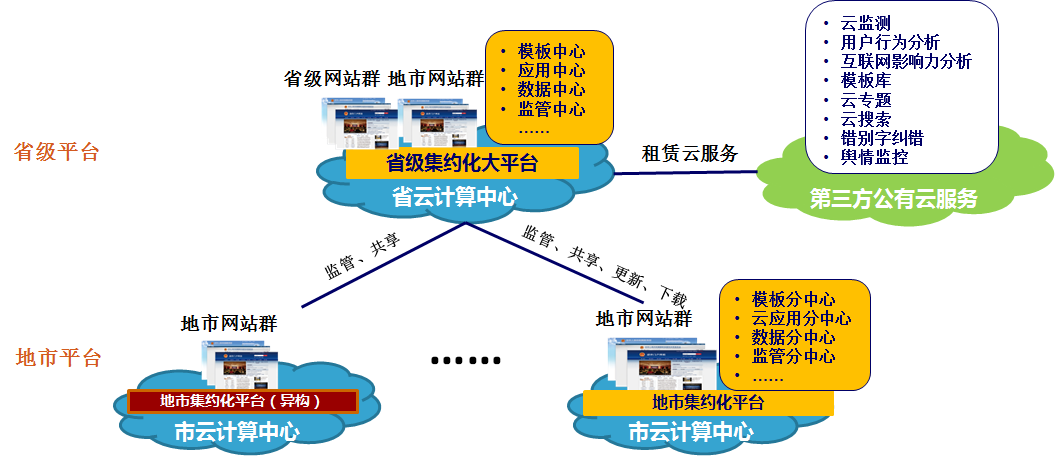 云监测
用户行为分析
互联网影响力分析
模板库
云专题
云搜索
错别字纠错
舆情监控
模板中心
应用中心
数据中心
监管中心
……
省级网站群 地市网站群
省级平台
省级集约化大平台
租赁云服务
省云计算中心
第三方公有云服务
监管、共享
监管、共享、更新、下载
地市网站群
地市网站群
模板分中心
云应用分中心
数据分中心
监管分中心
……
地市平台
……
地市集约化平台（异构）
地市集约化平台
市云计算中心
市云计算中心